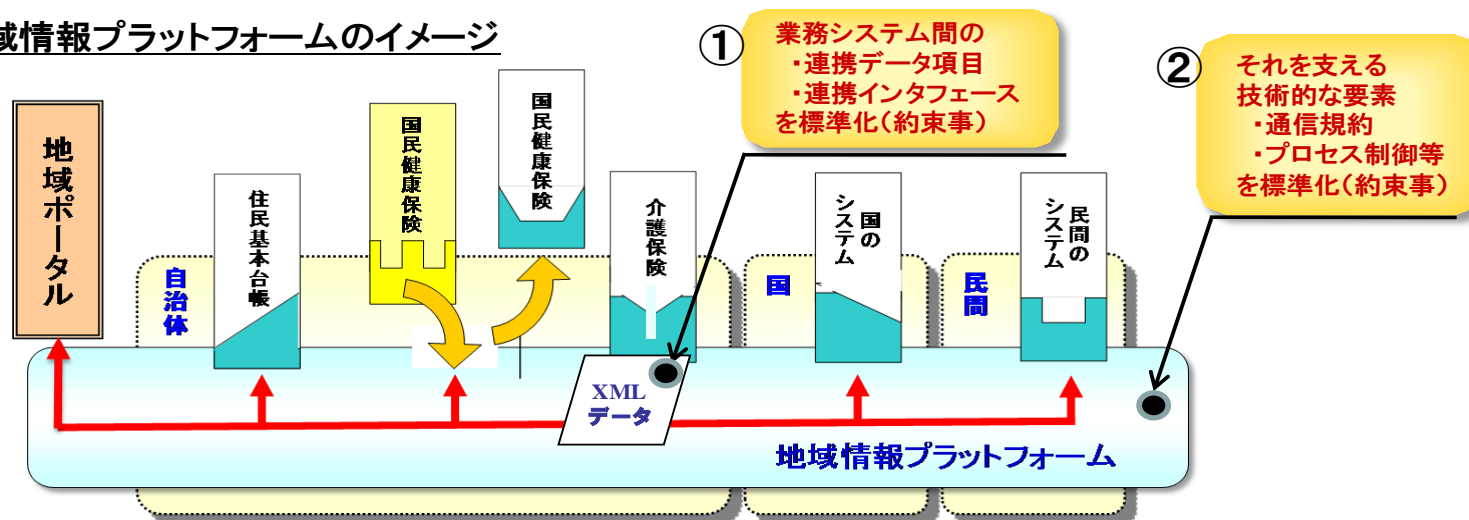 域情報プラットフォームのイメージ
①
業務システム間の
・連携データ項目
・連携インタフェース
を標準化(約束事)
②
それを支える
技術的な要素
・通信規約
・プロセス制御等
を標準化(約束事)
地域ポータル
自治体
住民基本台帳
国民健康保険
国民健康保険
介護保険
国
国の
システム
民間
民間の
システム
XML
データ
地域情報プラットフォーム